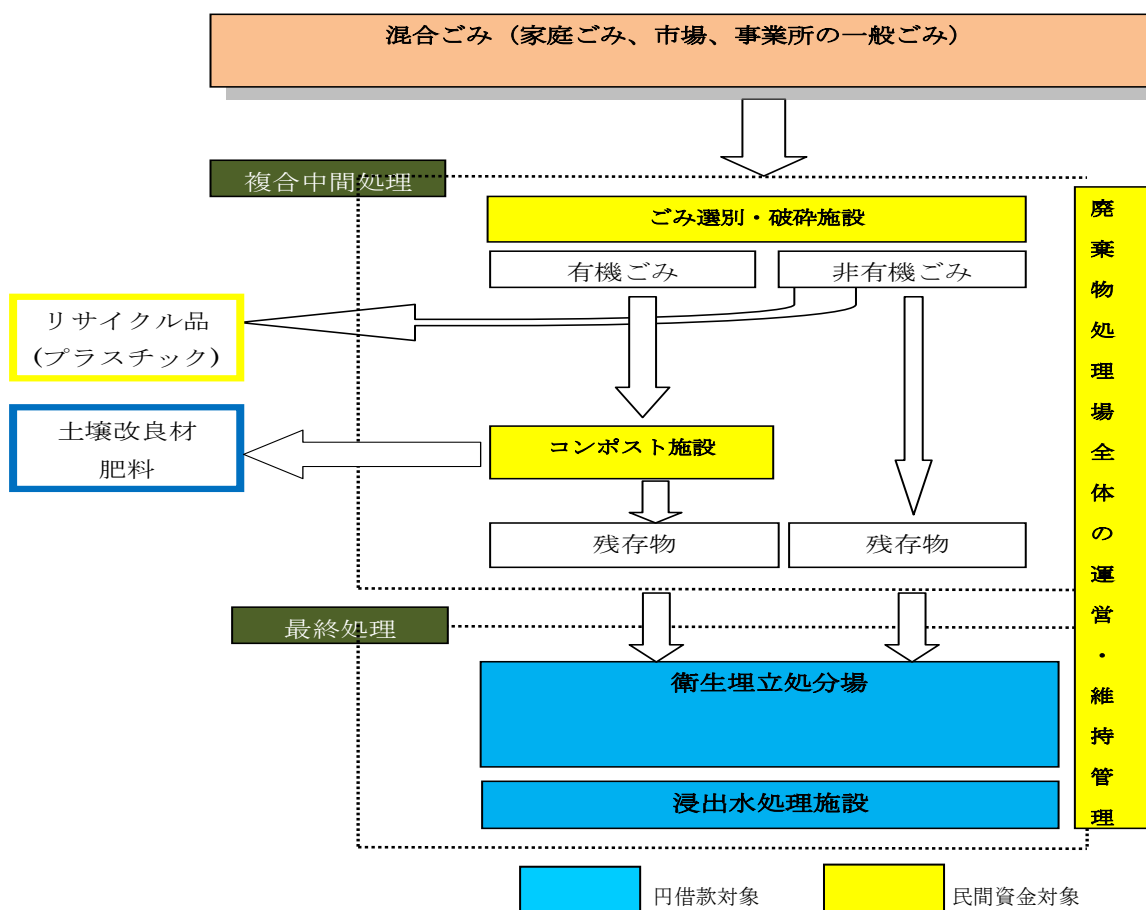 混合ごみ（家庭ごみ、市場、事業所の一般ごみ）
複合中間処理
ごみ選別・破砕施設
有機ごみ
非有機ごみ
リサイクル品
(プラスチック)
土壌改良材
肥料
コンポスト施設
残存物
残存物
最終処理
衛生埋立処分場
浸出水処理施設
廃棄物処理場全体の運営・維持管理
円借款対象
民間資金対象